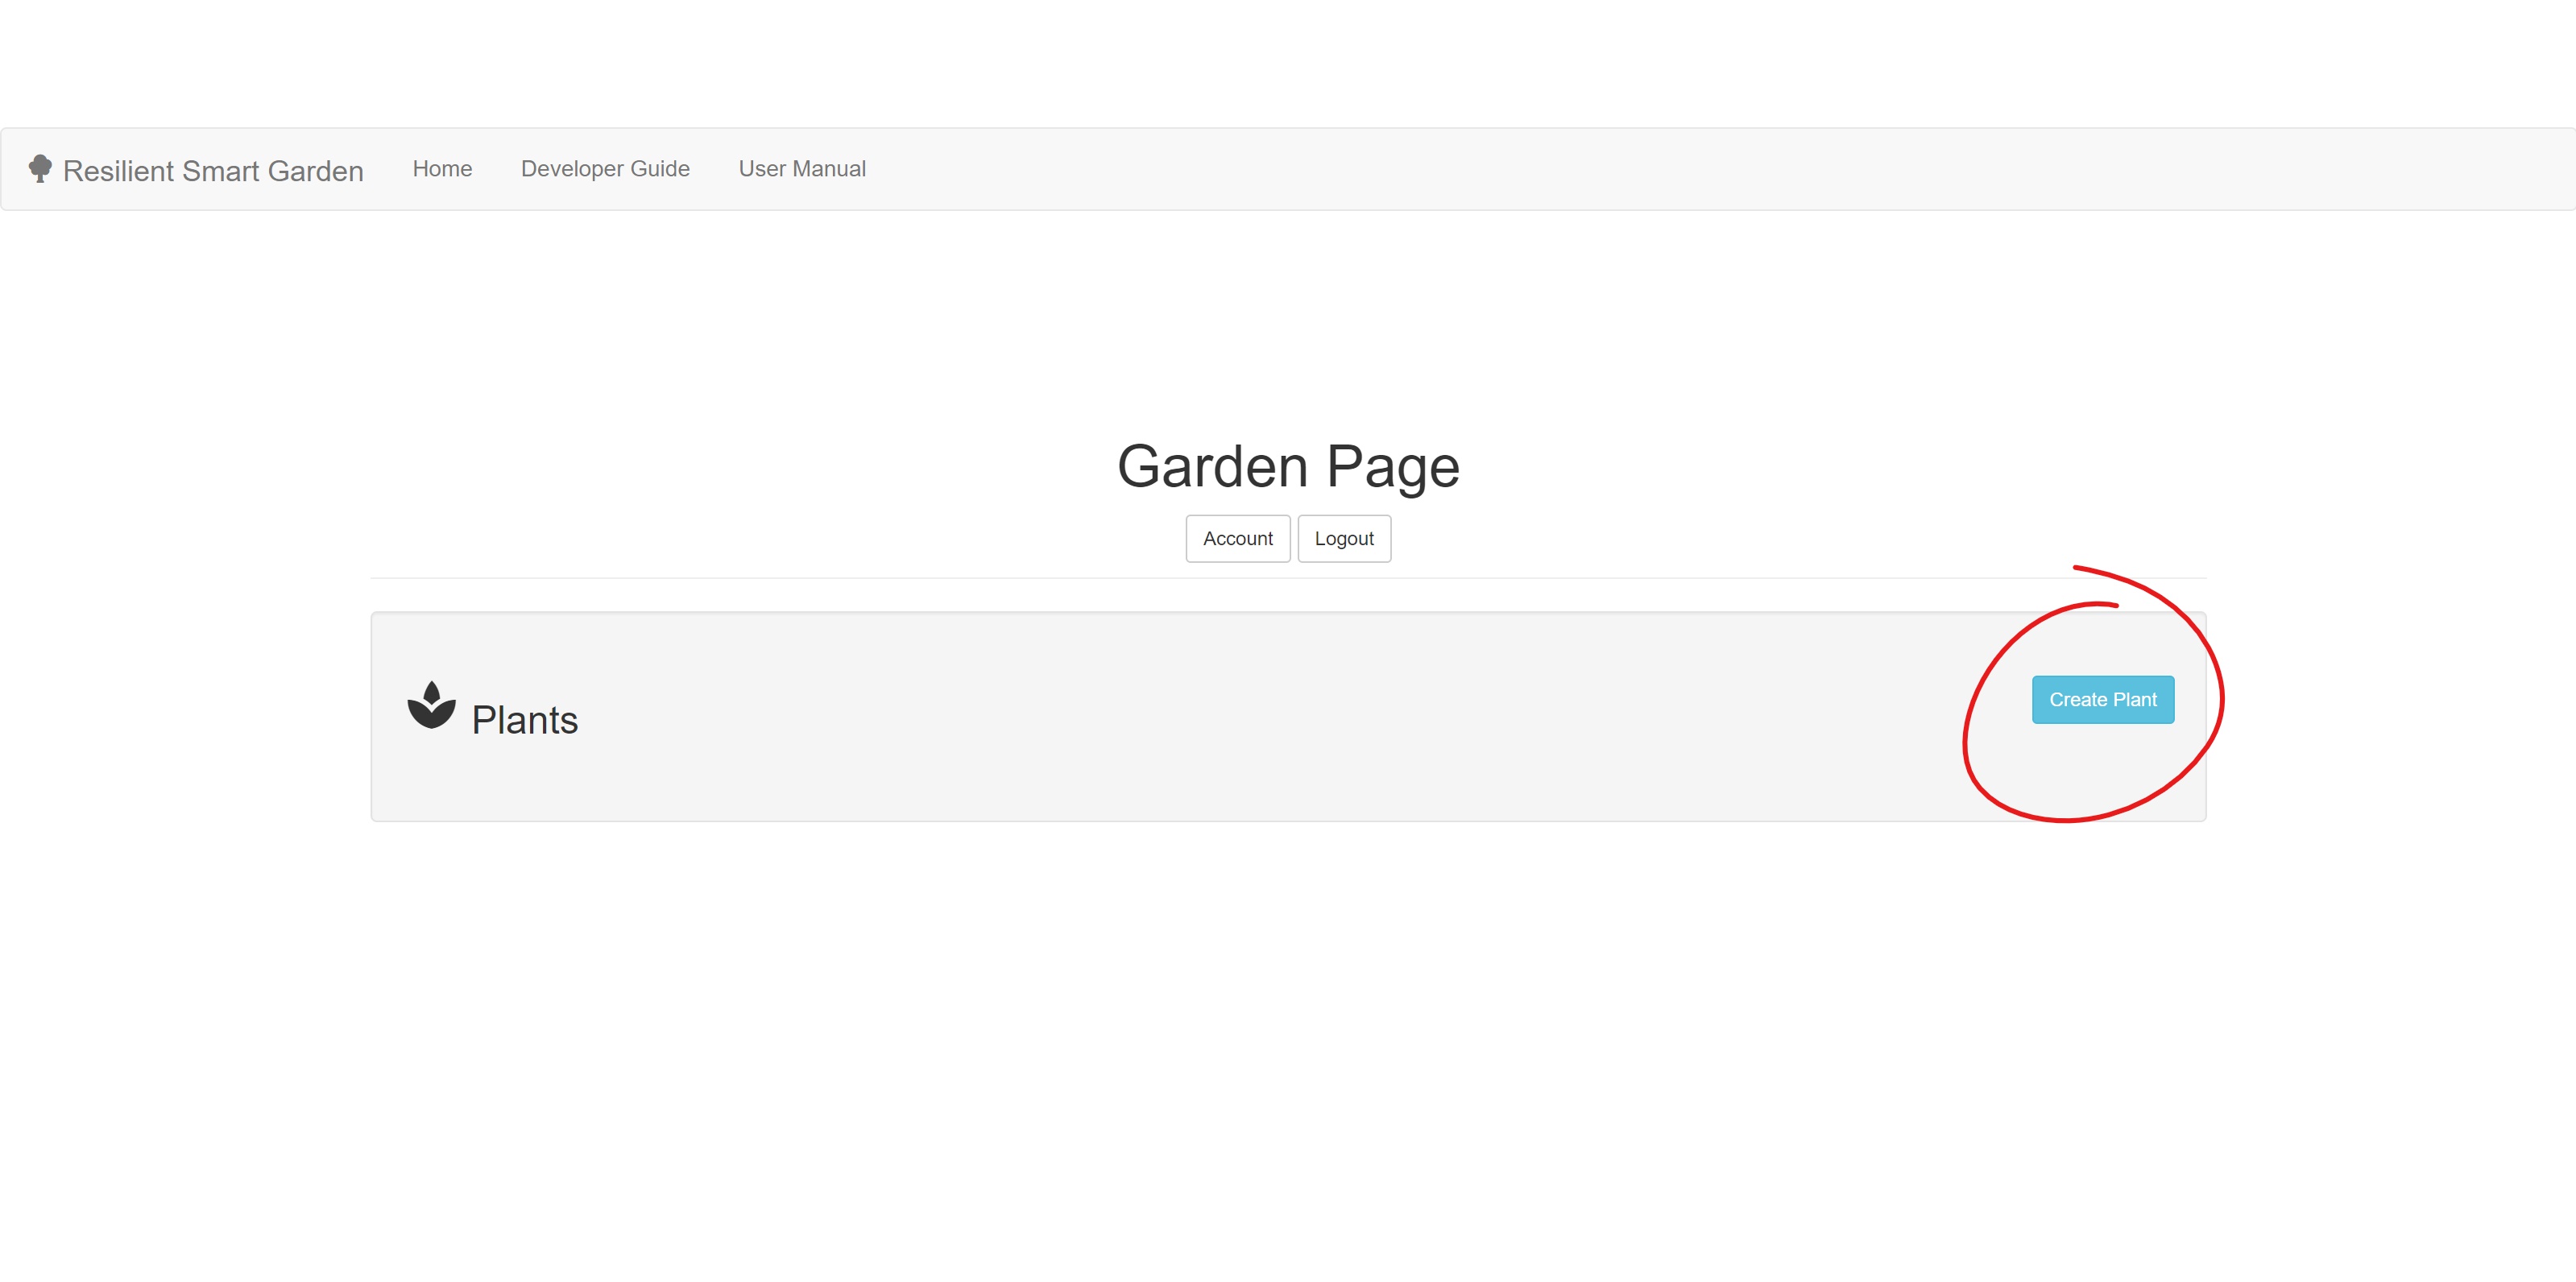 Resilient Smart Garden Home Developer Guide User Manual
Garden Page
Account Logout
Plants Create Plant